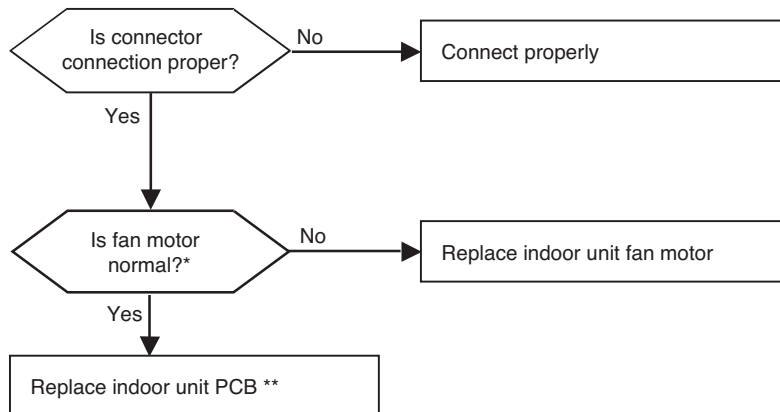 Is connector
connection proper?
No
Connect properly
Yes
Is fan motor
normal?*
No
Replace indoor unit fan motor
Yes
Replace indoor unit PCB **